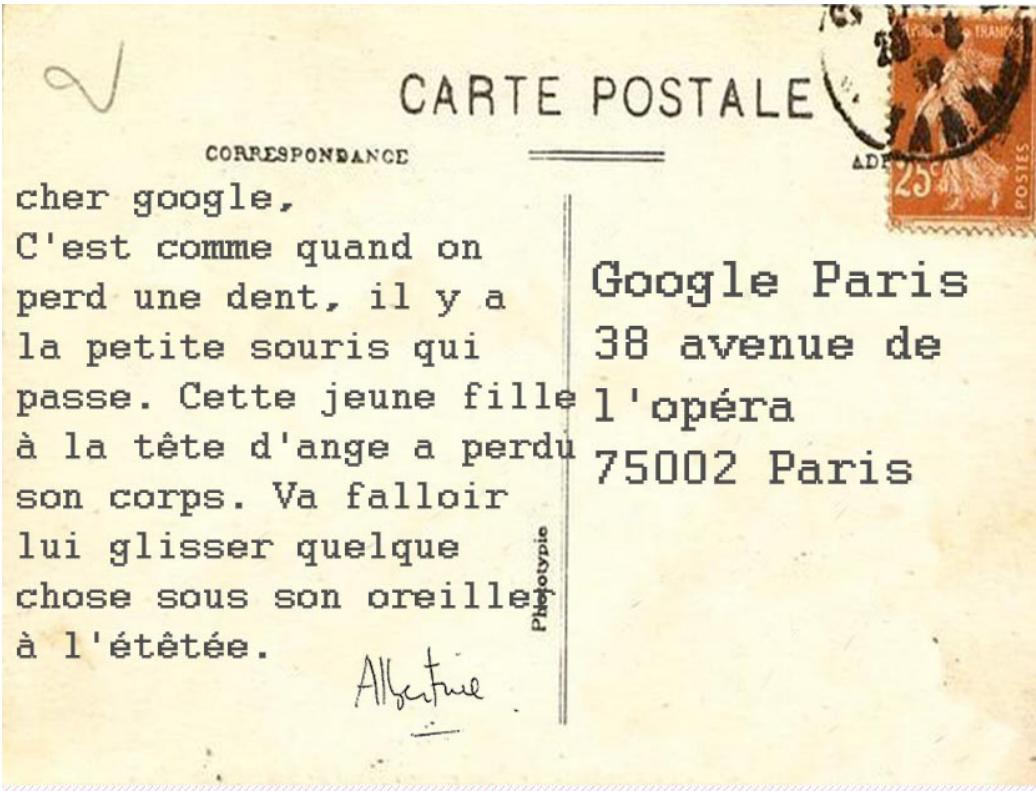 CARTE POSTALE
CORRESPONDANCE
cher google,
C'est comme quand on
perd une dent, il y a
la petite souris qui
passe. Cette jeune fille
à la tête d'ange a perdu
son corps. Va falloir
lui glisser quelque
chose sous son oreiller
à l'étêtée.
Albertine
Phototypie
Google Paris
38 avenue de
l'opéra
75002 Paris
25c
POSTES